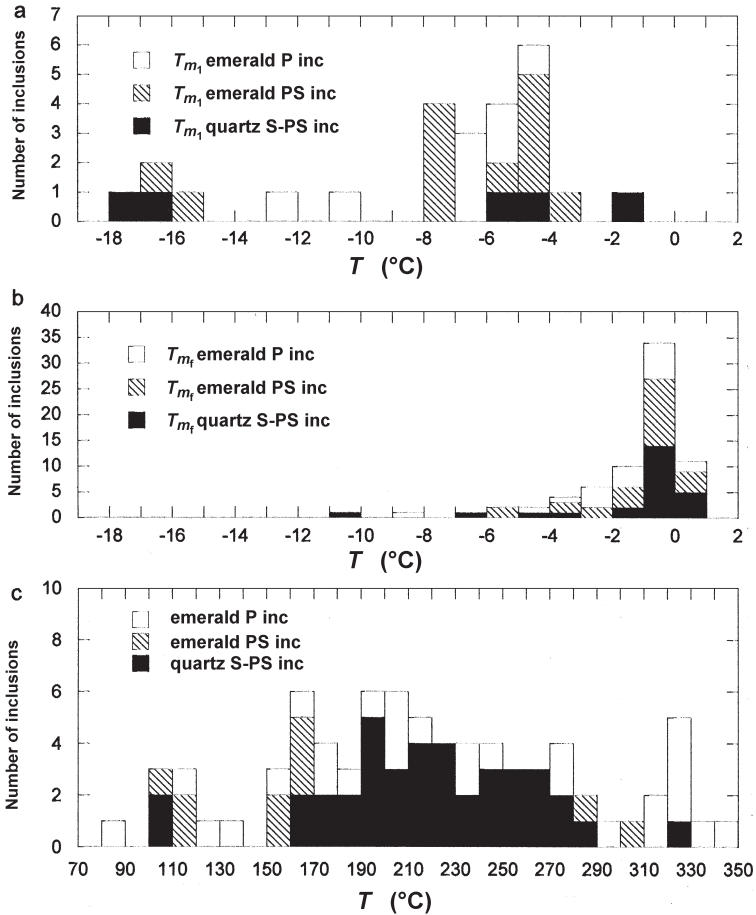 a
7
6
5
4
3
2
1
0
Number of inclusions
Tm1 emerald P inc
Tm1 emerald PS inc
Tm1 quartz S-PS inc
-18 -16 -14 -12 -10 -8 -6 -4 -2 0 2
T (°C)
b
40
35
30
25
20
15
10
5
0
Number of inclusions
Tmf emerald P inc
Tmf emerald PS inc
Tmf quartz S-PS inc
-18 -16 -14 -12 -10 -8 -6 -4 -2 0 2
T (°C)
c
10
8
6
4
2
0
Number of inclusions
emerald P inc
emerald PS inc
quartz S-PS inc
70 90 110 130 150 170 190 210 230 250 270 290 310 330 350
T (°C)